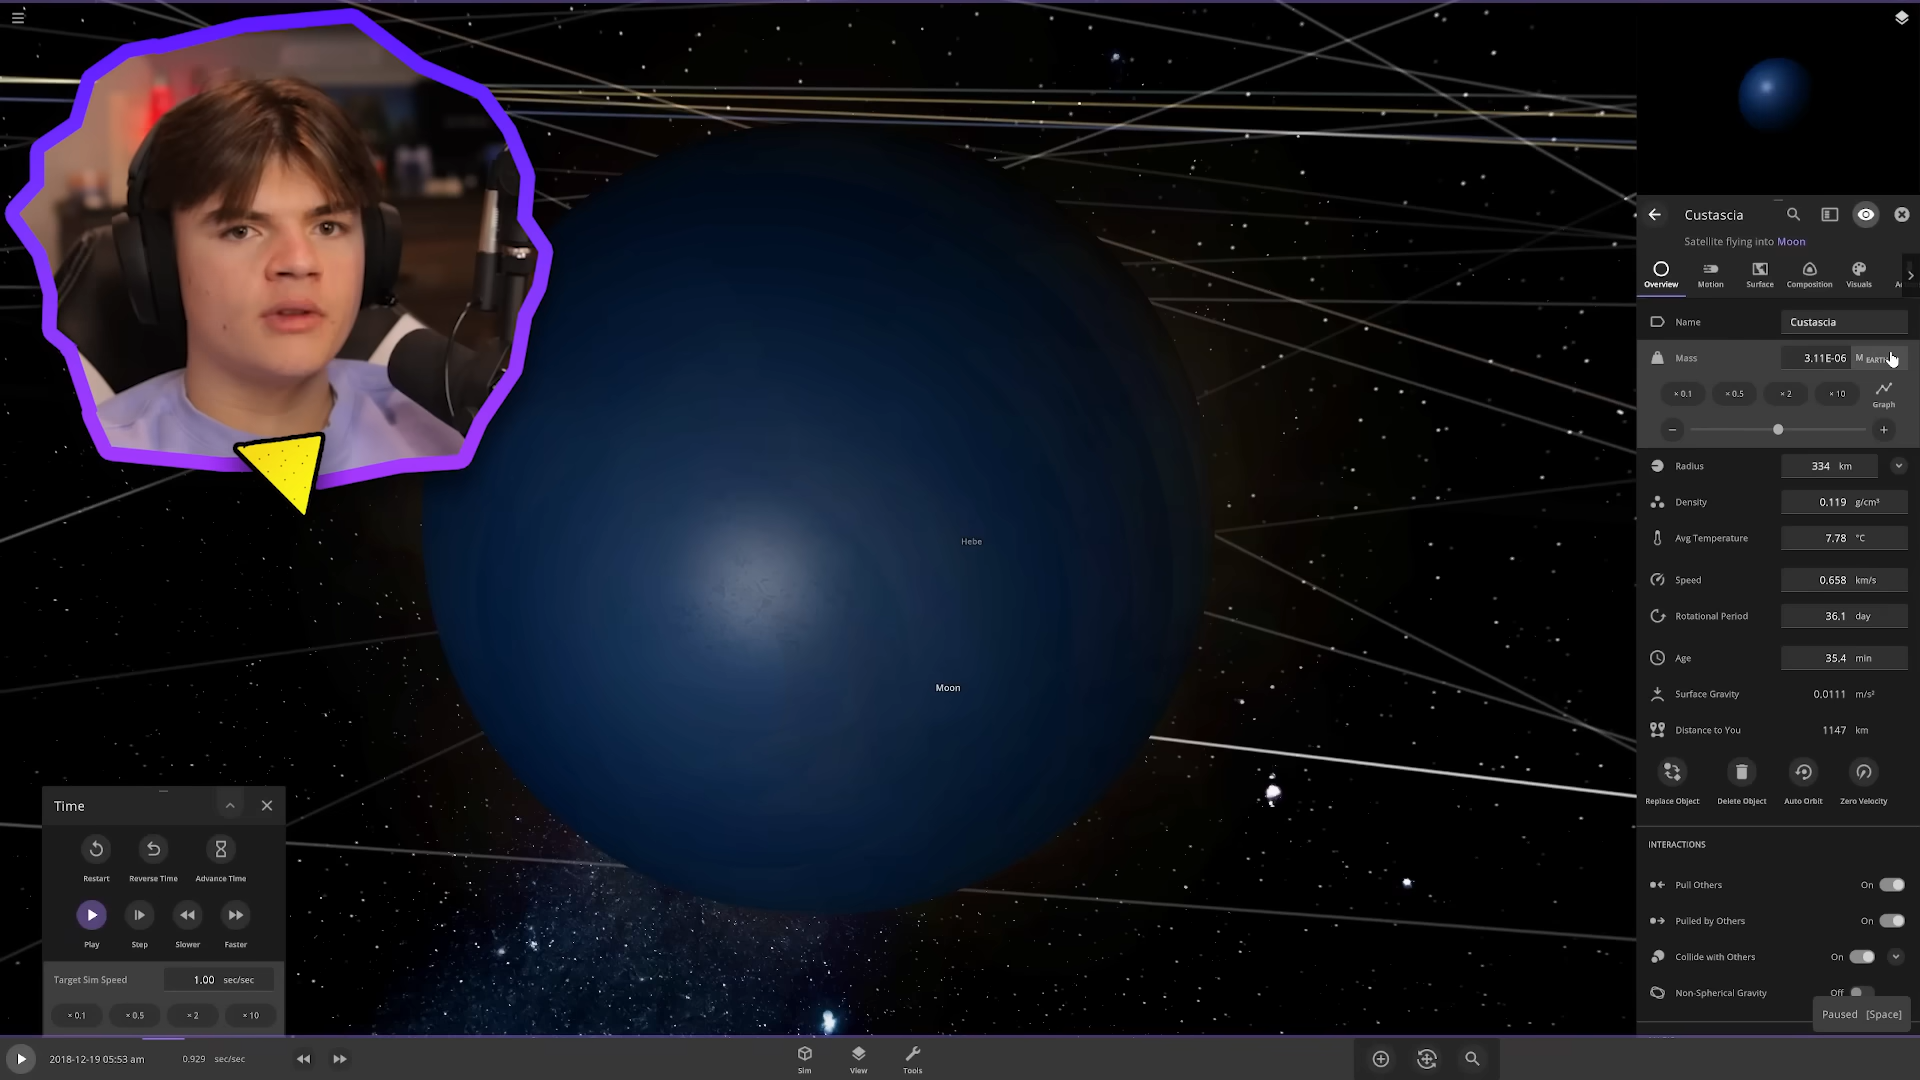 Custascia
Satellite flying into Moon
Overview
Motion
Surface
Composition
Visuals
Name
Custascia
Mass
3.11E-06
M EARTH
× 0.1
× 0.5
× 2
× 10
Graph
Radius
334 km
Density
0.119 g/cm³
Avg Temperature
7.78 °C
Speed
0.658 km/s
Rotational Period
36.1 day
Age
35.4 min
Surface Gravity
0.0111 m/s²
Distance to You
1147 km
Replace Object
Delete Object
Auto Orbit
Zero Velocity
INTERACTIONS
Pull Others
On
Pulled by Others
On
Collide with Others
On
Non-Spherical Gravity
Off
Paused [Space]
Hebe
Moon
Time
Restart
Reverse Time
Advance Time
Play
Step
Slower
Faster
Target Sim Speed
1.00 sec/sec
× 0.1
× 0.5
× 2
× 10
2018-12-19 05:53 am
0.929 sec/sec
Sim
View
Tools